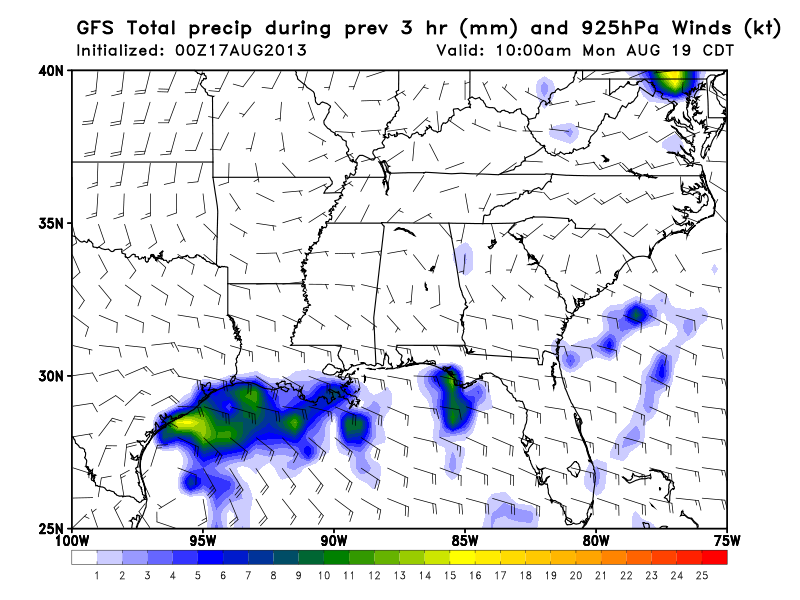 GFS Total precip during prev 3 hr (mm) and 925hPa Winds (kt)
Initialized: 00Z17AUG2013 Valid: 10:00am Mon AUG 19 CDT
40N
35N
30N
25N
100W 95W 90W 85W 80W 75W
1 2 3 4 5 6 7 8 9 10 11 12 13 14 15 16 17 18 19 20 21 22 23 24 25